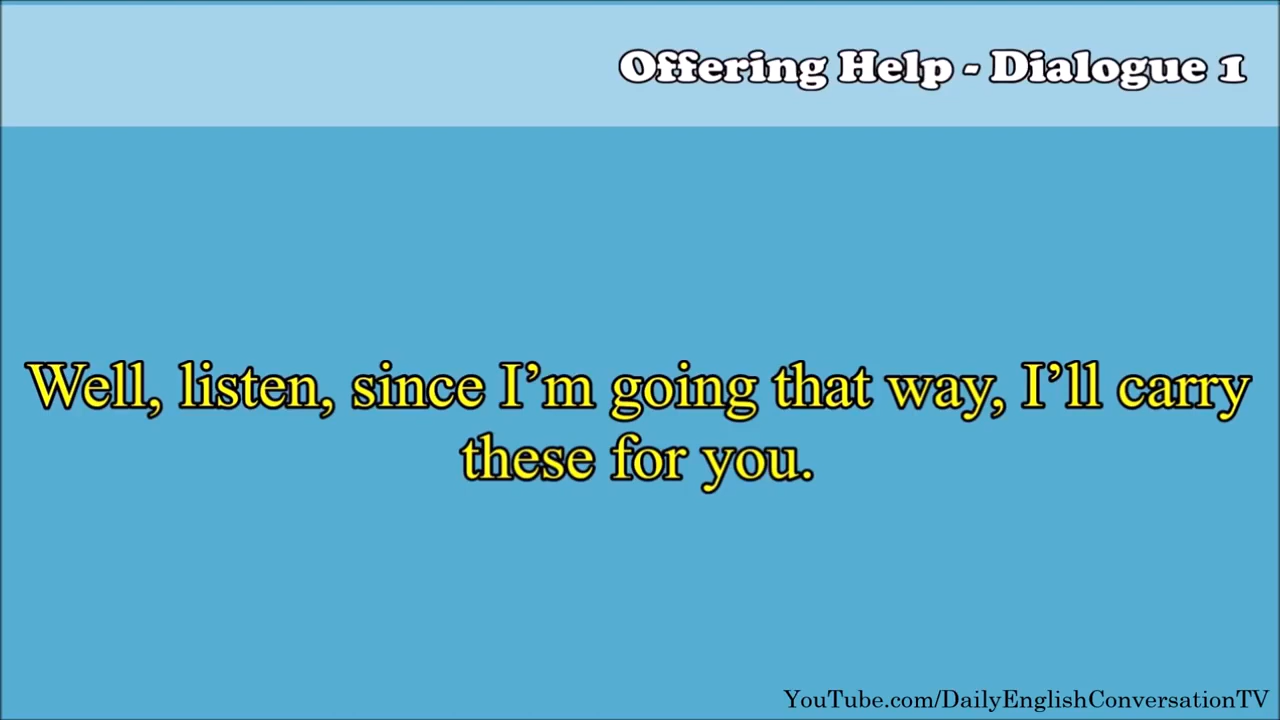 Offering Help - Dialogue 1
Well, listen, since I’m going that way, I’ll carry
these for you.
YouTube.com/DailyEnglishConversationTV